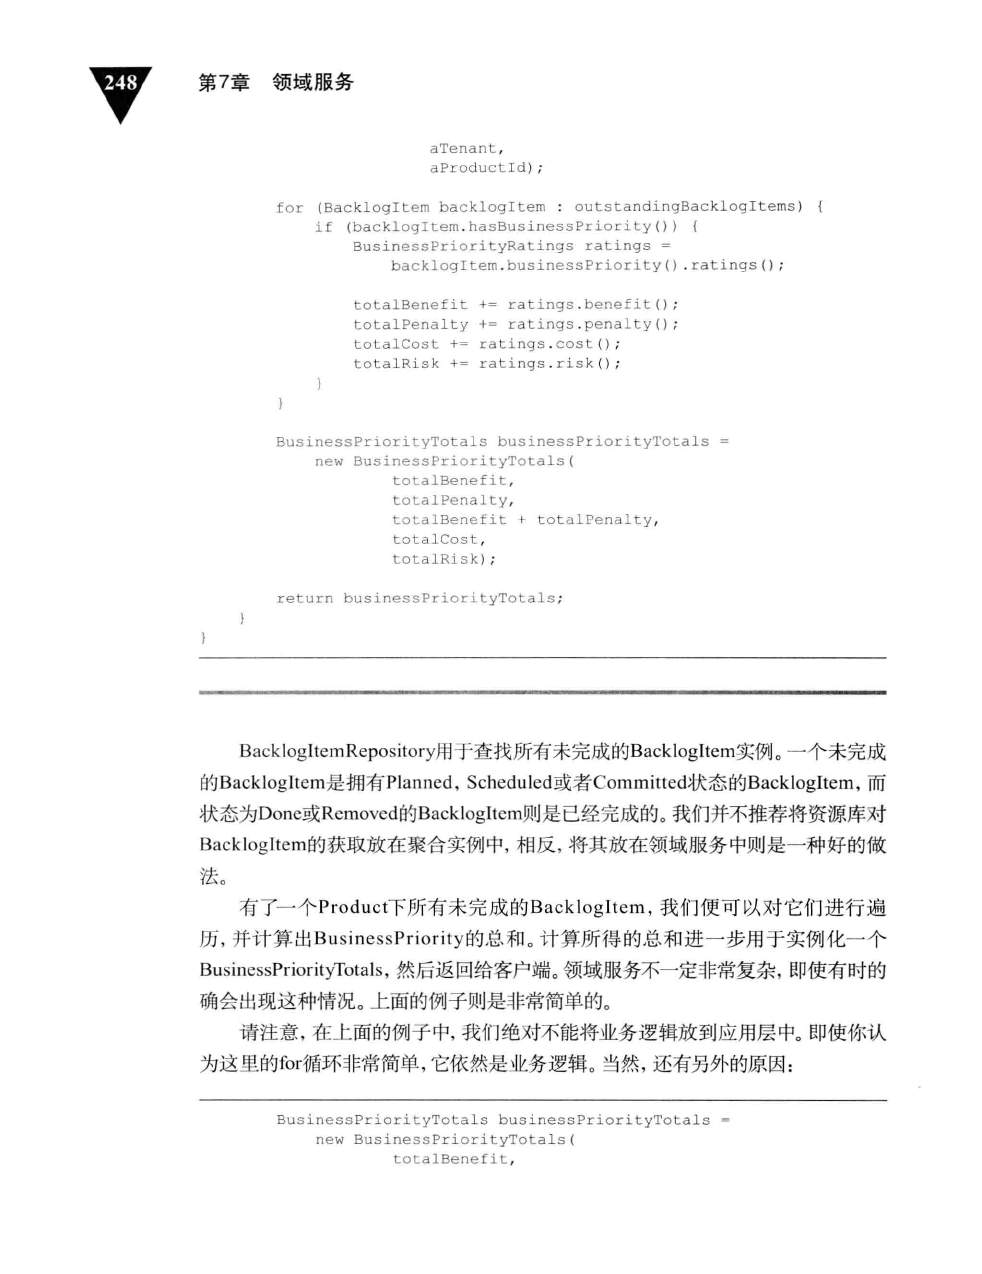 248
第7章 领域服务
aTenant,
aProductId);
for (BacklogItem backlogItem : outstandingBacklogItems) {
if (backlogItem.hasBusinessPriority()) {
BusinessPriorityRatings ratings =
backlogItem.businessPriority().ratings();
totalBenefit += ratings.benefit();
totalPenalty += ratings.penalty();
totalCost += ratings.cost();
totalRisk += ratings.risk();
}
}
BusinessPriorityTotals businessPriorityTotals =
new BusinessPriorityTotals(
totalBenefit,
totalPenalty,
totalBenefit + totalPenalty,
totalCost,
totalRisk);
return businessPriorityTotals;
}
}
BacklogItemRepository用于查找所有未完成的BacklogItem实例。一个未完成
的BacklogItem是拥有Planned, Scheduled或者Committed状态的BacklogItem, 而
状态为Done或Removed的BacklogItem则是已经完成的。我们并不推荐将资源库对
BacklogItem的获取放在聚合实例中, 相反, 将其放在领域服务中则是一种好的做
法。
有了一个Product下所有未完成的BacklogItem, 我们便可以对它们进行遍
历, 并计算出BusinessPriority的总和。计算所得的总和进一步用于实例化一个
BusinessPriorityTotals, 然后返回给客户端。领域服务不一定非常复杂, 即使有时的
确会出现这种情况。上面的例子则是非常简单的。
请注意, 在上面的例子中, 我们绝对不能将业务逻辑放到应用层中。即使你认
为这里的for循环非常简单, 它依然是业务逻辑。当然, 还有另外的原因:
BusinessPriorityTotals businessPriorityTotals =
new BusinessPriorityTotals(
totalBenefit,